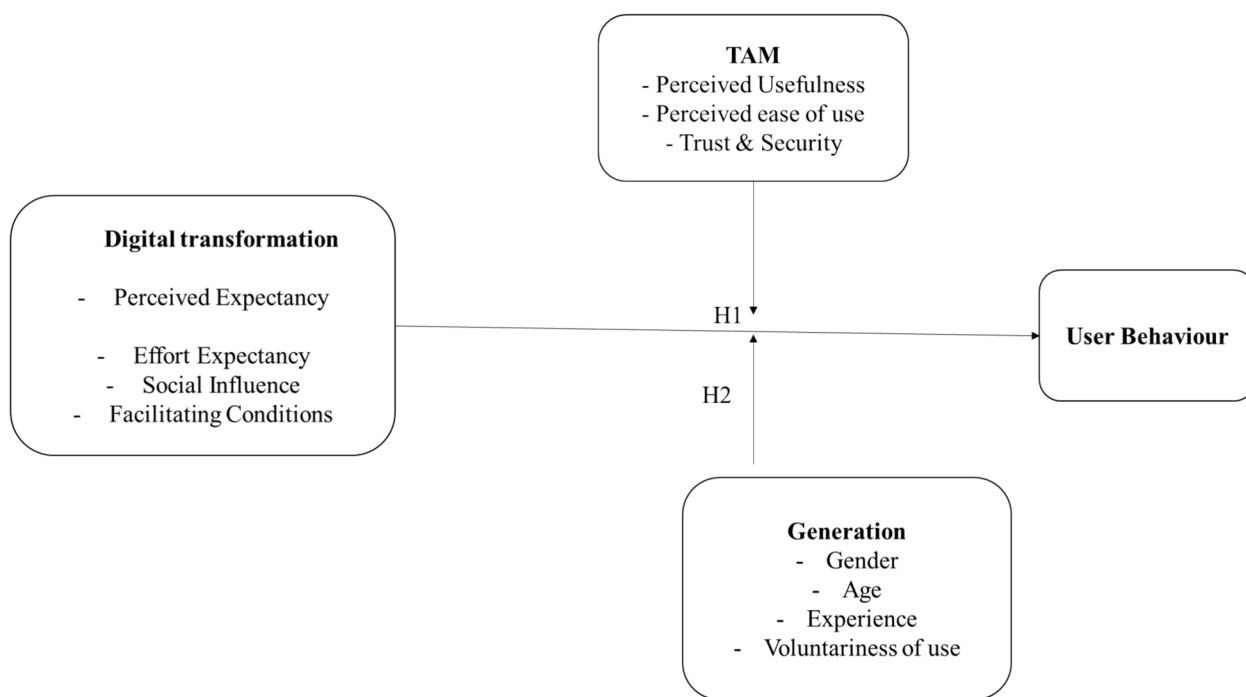 TAM
- Perceived Usefulness
- Perceived ease of use
- Trust & Security
Digital transformation
- Perceived Expectancy
- Effort Expectancy
- Social Influence
- Facilitating Conditions
H1
User Behaviour
H2
Generation
- Gender
- Age
- Experience
- Voluntariness of use